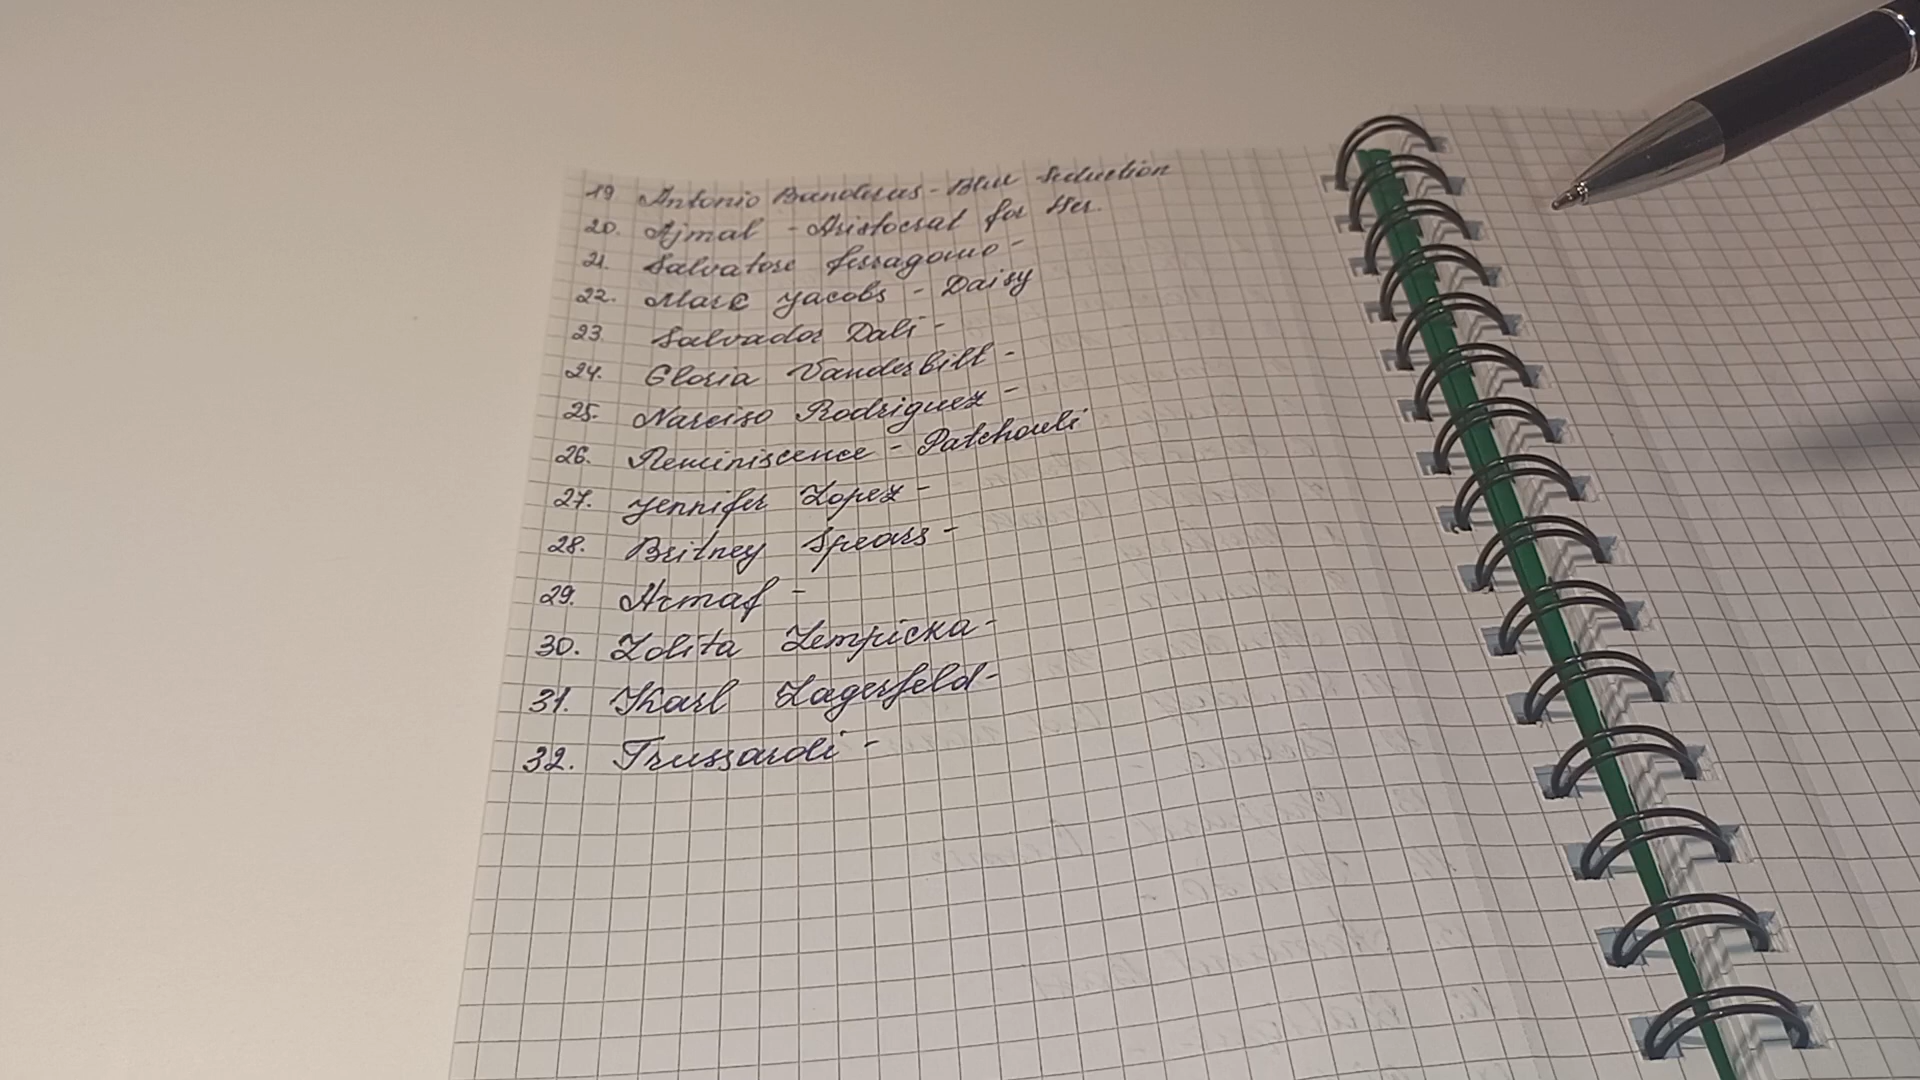 19. Antonio Banderas - Blue Seduction
20. Ajmal - Aristocrat for Her.
21. Salvatore ferragomo -
22. Marc Jacobs - Daisy
23. Salvador Dali -
24. Gloria Vanderbilt -
25. Narciso Rodriguez -
26. Reminiscence - Patchouli
27. Jennifer Lopez -
28. Britney Spears -
29. Armaf -
30. Lolita Lempicka -
31. Karl Lagerfeld -
32. Trussardi -